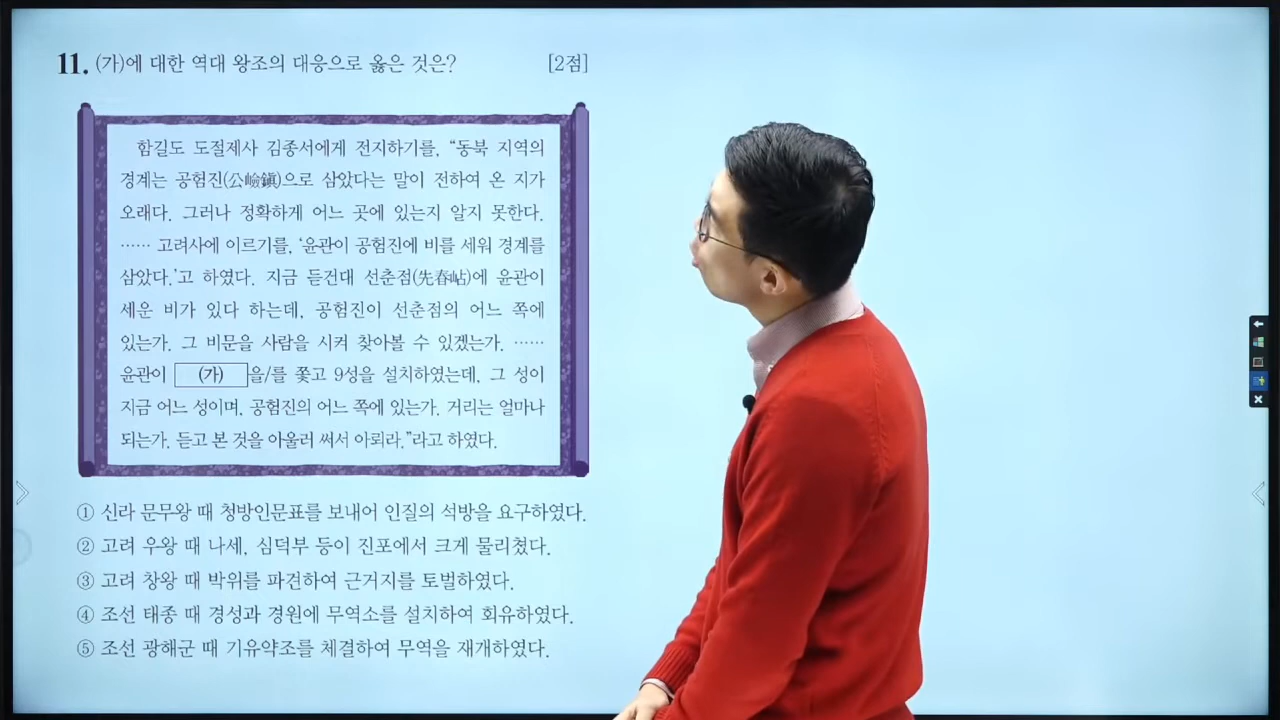 11. (가)에 대한 역대 왕조의 대응으로 옳은 것은? [2점]
함길도 도절제사 김종서에게 전지하기를, “동북 지역의
경계는 공험진(公嶮鎭)으로 삼았다는 말이 전하여 온 지가
오래다. 그러나 정확하게 어느 곳에 있는지 알지 못한다.
…… 고려사에 이르기를, ‘윤관이 공험진에 비를 세워 경계를
삼았다.’고 하였다. 지금 듣건대 선춘점(先春岾)에 윤관이
세운 비가 있다 하는데, 공험진이 선춘점의 어느 쪽에
있는가. 그 비문을 사람을 시켜 찾아볼 수 있겠는가. ……
윤관이 (가) 을/를 쫓고 9성을 설치하였는데, 그 성이
지금 어느 성이며, 공험진의 어느 쪽에 있는가. 거리는 얼마나
되는가. 듣고 본 것을 아울러 써서 아뢰라.”라고 하였다.
① 신라 문무왕 때 청방인문표를 보내어 인질의 석방을 요구하였다.
② 고려 우왕 때 나세, 심덕부 등이 진포에서 크게 물리쳤다.
③ 고려 창왕 때 박위를 파견하여 근거지를 토벌하였다.
④ 조선 태종 때 경성과 경원에 무역소를 설치하여 회유하였다.
⑤ 조선 광해군 때 기유약조를 체결하여 무역을 재개하였다.